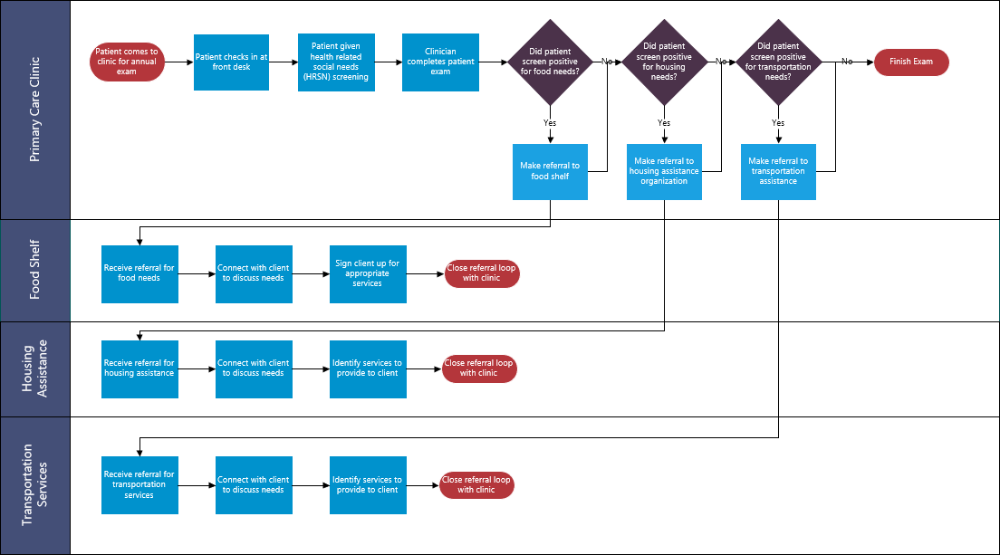 Primary Care Clinic
Patient comes to
clinic for annual
exam
Patient checks in at
front desk
Patient given
health related
social needs
(HRSN) screening
Clinician
completes patient
exam
Did patient
screen positive
for food needs?
No
Did patient
screen positive
for housing
needs?
No
Did patient
screen positive
for transportation
needs?
No
Finish Exam
Yes
Yes
Yes
Make referral to
food shelf
Make referral to
housing assistance
organization
Make referral to
transportation
assistance
Food Shelf
Receive referral for
food needs
Connect with client
to discuss needs
Sign client up for
appropriate
services
Close referral loop
with clinic
Housing
Assistance
Receive referral for
housing assistance
Connect with client
to discuss needs
Identify services to
provide to client
Close referral loop
with clinic
Transportation
Services
Receive referral for
transportation
services
Connect with client
to discuss needs
Identify services to
provide to client
Close referral loop
with clinic